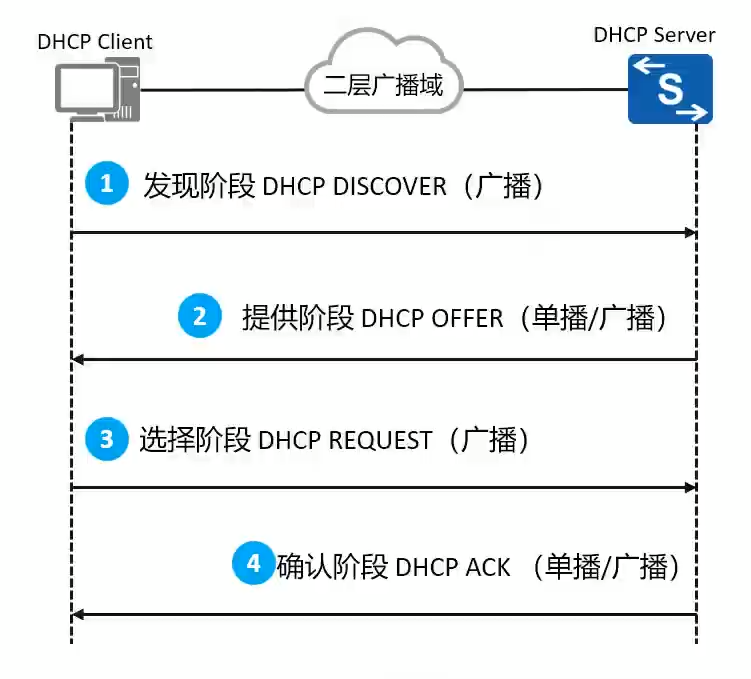 DHCP Client
DHCP Server
二层广播域
S
1 发现阶段 DHCP DISCOVER（广播）
2 提供阶段 DHCP OFFER（单播/广播）
3 选择阶段 DHCP REQUEST（广播）
4 确认阶段 DHCP ACK （单播/广播）